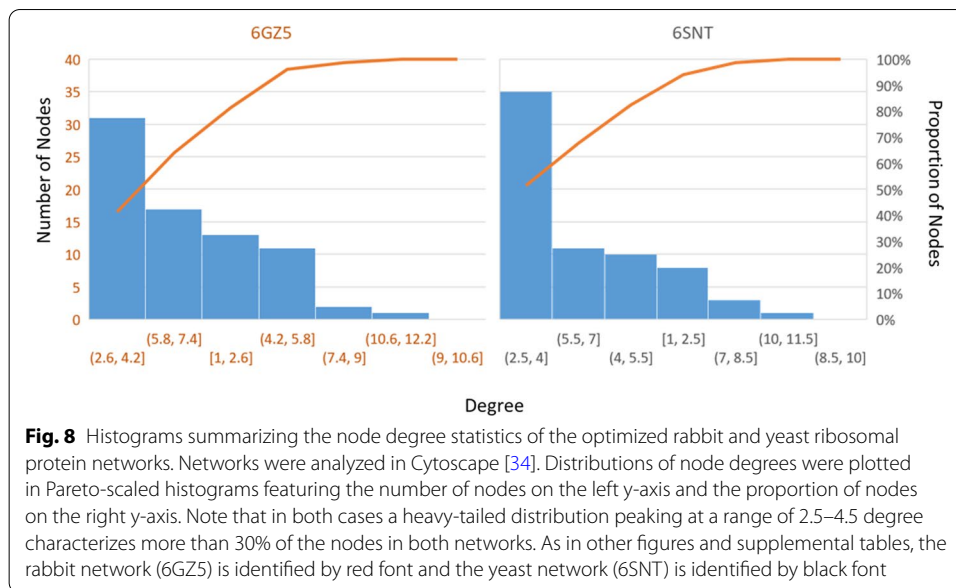 6GZ5
6SNT
40
35
30
25
20
15
10
5
0
Number of Nodes
100%
90%
80%
70%
60%
50%
40%
30%
20%
10%
0%
Proportion of Nodes
(5.8, 7.4] (4.2, 5.8] (10.6, 12.2]
(2.6, 4.2] [1, 2.6] (7.4, 9] (9, 10.6]
(5.5, 7] [1, 2.5] (10, 11.5]
(2.5, 4] (4, 5.5] (7, 8.5] (8.5, 10]
Degree
Fig. 8 Histograms summarizing the node degree statistics of the optimized rabbit and yeast ribosomal
protein networks. Networks were analyzed in Cytoscape [34]. Distributions of node degrees were plotted
in Pareto-scaled histograms featuring the number of nodes on the left y-axis and the proportion of nodes
on the right y-axis. Note that in both cases a heavy-tailed distribution peaking at a range of 2.5–4.5 degree
characterizes more than 30% of the nodes in both networks. As in other figures and supplemental tables, the
rabbit network (6GZ5) is identified by red font and the yeast network (6SNT) is identified by black font